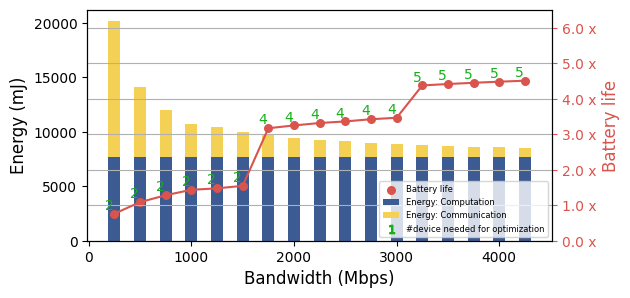 20000
15000
10000
5000
0
Energy (mJ)
0
1000
2000
3000
4000
Bandwidth (Mbps)
6.0 x
5.0 x
4.0 x
3.0 x
2.0 x
1.0 x
0.0 x
Battery life
2 2 2 2 2 2 4 4 4 4 4 4 5 5 5 5 5
Battery life
Energy: Computation
Energy: Communication
1 #device needed for optimization